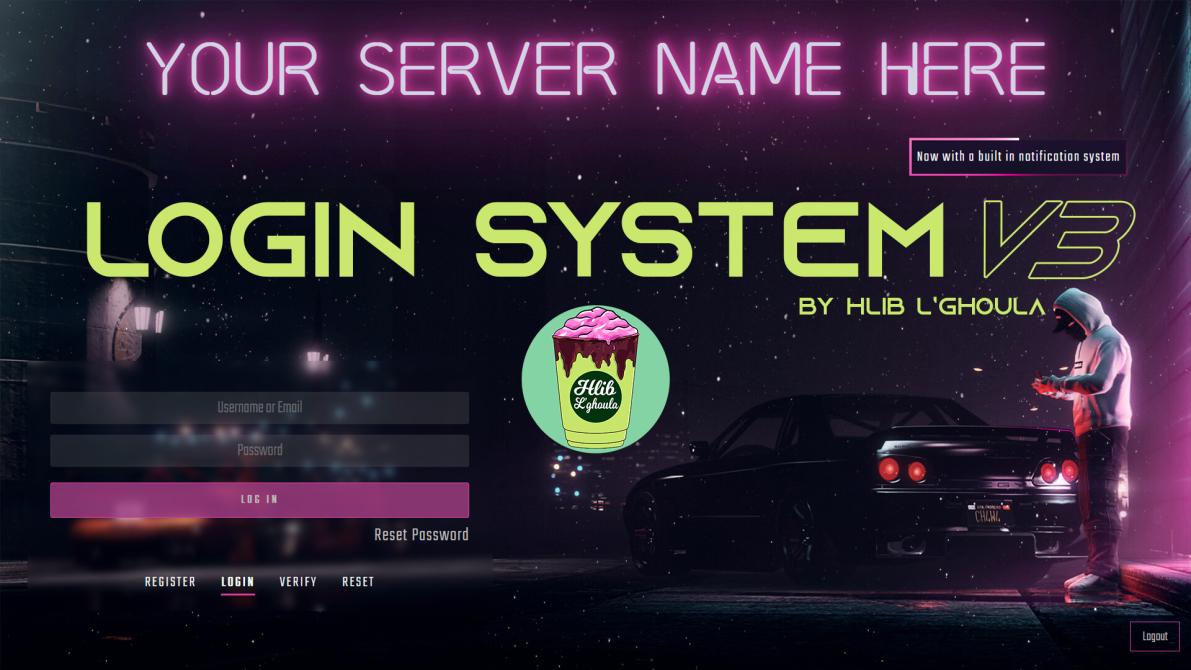 YOUR SERVER NAME HERE
Now with a built in notification system
LOGIN SYSTEM V3
BY HLIB L'GHOULA
Hlib
L'ghoula
Username or Email
Password
LOG IN
Reset Password
REGISTER LOGIN VERIFY RESET
Logout